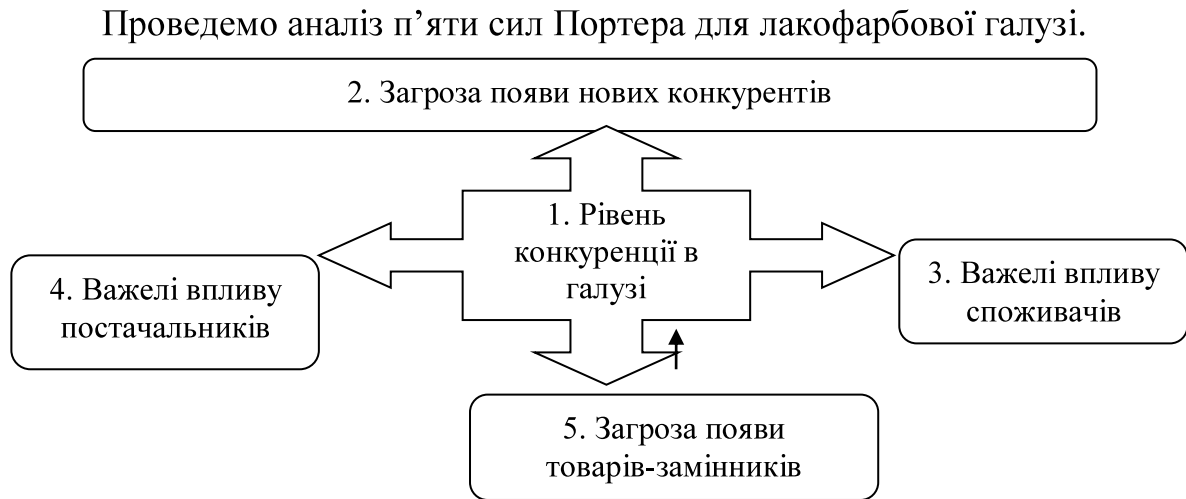 Проведемо аналіз п’яти сил Портера для лакофарбової галузі.
2. Загроза появи нових конкурентів
1. Рівень
конкуренції в
галузі
4. Важелі впливу
постачальників
3. Важелі впливу
споживачів
5. Загроза появи
товарів-замінників